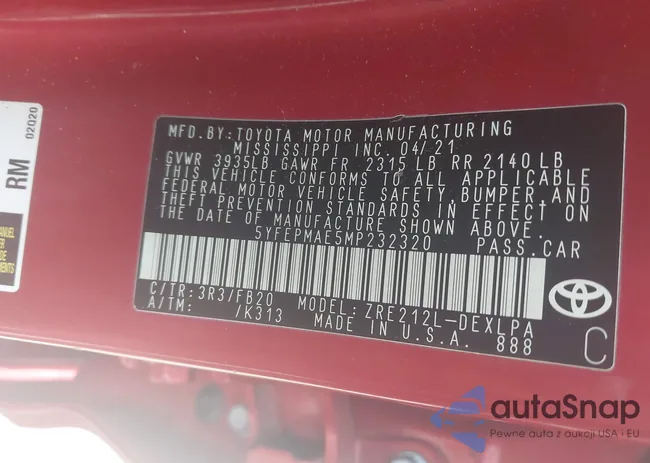 MFD.BY:TOYOTA MOTOR MANUFACTURING
MISSISSIPPI INC. 04/21
GVWR 3935LB GAWR FR 2315 LB RR 2140 LB
THIS VEHICLE CONFORMS TO ALL APPLICABLE
FEDERAL MOTOR VEHICLE SAFETY,BUMPER,AND
THEFT PREVENTION STANDARDS IN EFFECT ON
THE DATE OF MANUFACTURE SHOWN ABOVE.
5YFEPMAE5MP232320 PASS.CAR
C/TR:3R3/FB20 MODEL:ZRE212L-DEXLPA
A/TM: /K313 MADE IN U.S.A. 888
C
RM
02020
autoSnap
Pewne auta z aukcji USA i EU